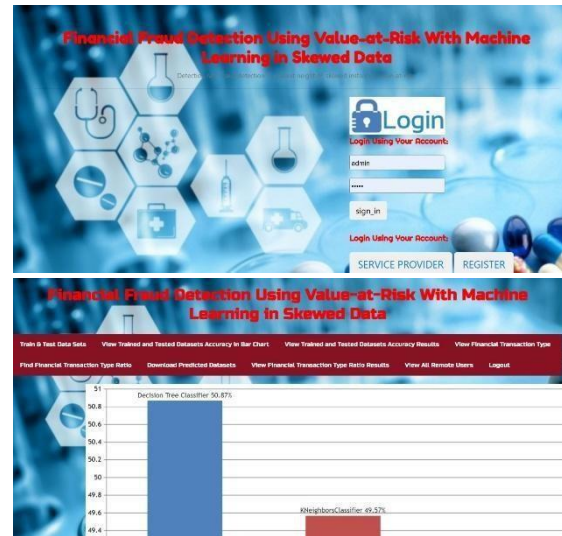 Financial Fraud Detection Using Value-at-Risk With Machine
Learning in Skewed Data
Login
Login Using Your Account:
admin
•••••
sign_in
Login Using Your Account:
SERVICE PROVIDER REGISTER
Financial Fraud Detection Using Value-at-Risk With Machine
Learning in Skewed Data
Train & Test Data Sets View Trained and Tested Datasets Accuracy in Bar Chart View Trained and Tested Datasets Accuracy Results View Financial Transaction Type
Find Financial Transaction Type Ratio Download Predicted Datasets View Financial Transaction Type Ratio Results View All Remote Users Logout
51
Decision Tree Classifier 50.87%
50.8
50.6
50.4
50.2
50
49.8
49.6
KNeighborsClassifier 49.57%
49.4